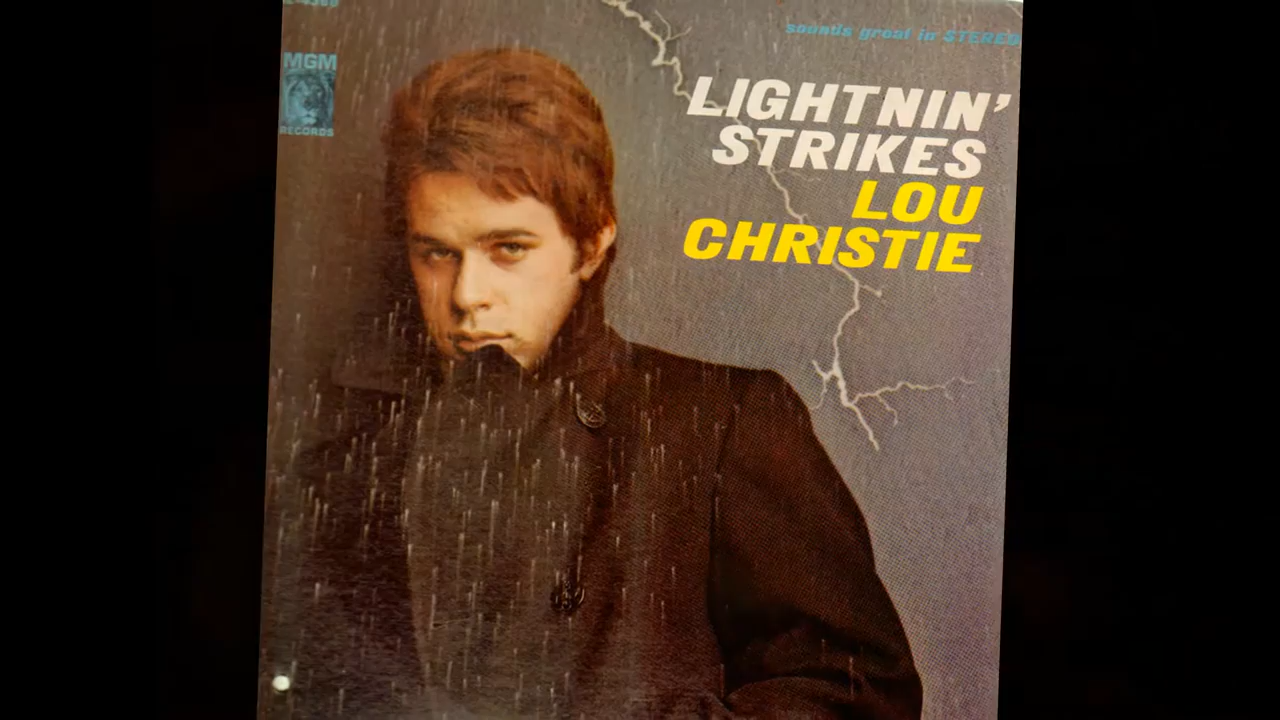 MGM
RECORDS
sounds great in STEREO
LIGHTNIN'
STRIKES
LOU
CHRISTIE